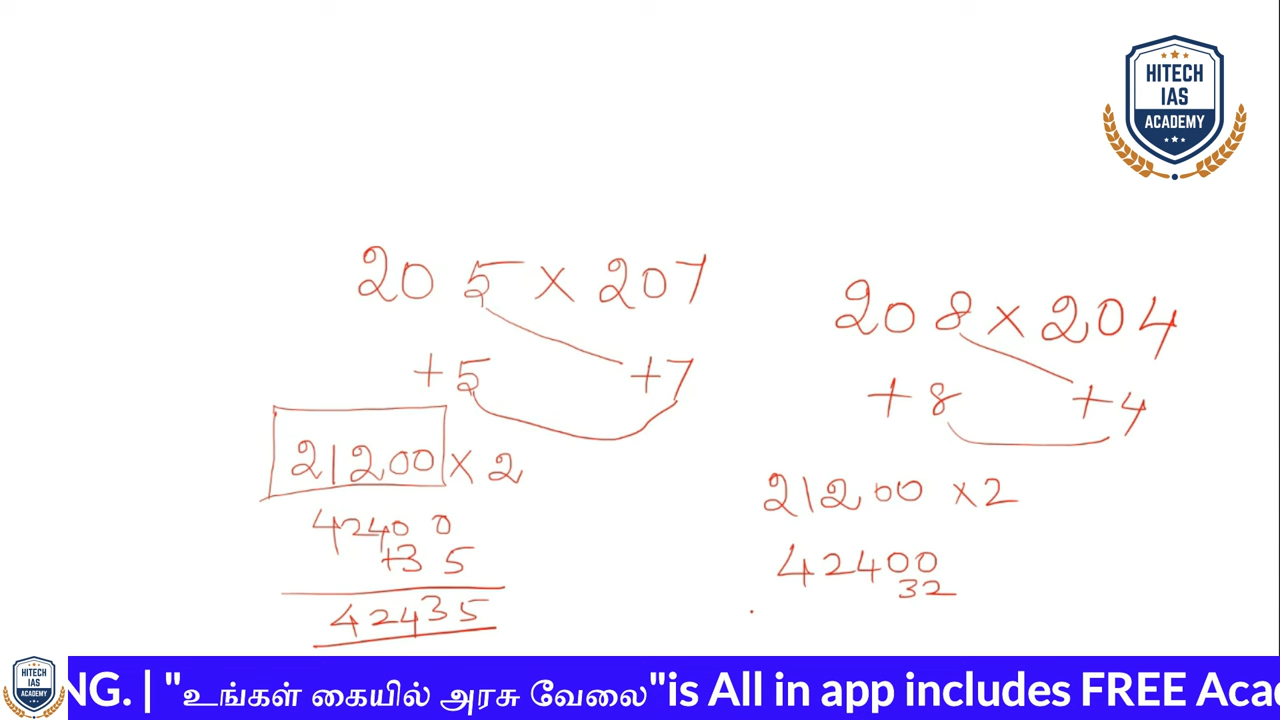 HITECH
IAS
ACADEMY
205 × 207
+5 +7
21200 × 2
42400
+35
42435
208 × 204
+8 +4
21200 × 2
42400
32
HITECH
IAS
ACADEMY
NG. | "உங்கள் கையில் அரசு வேலை"is All in app includes FREE Aca